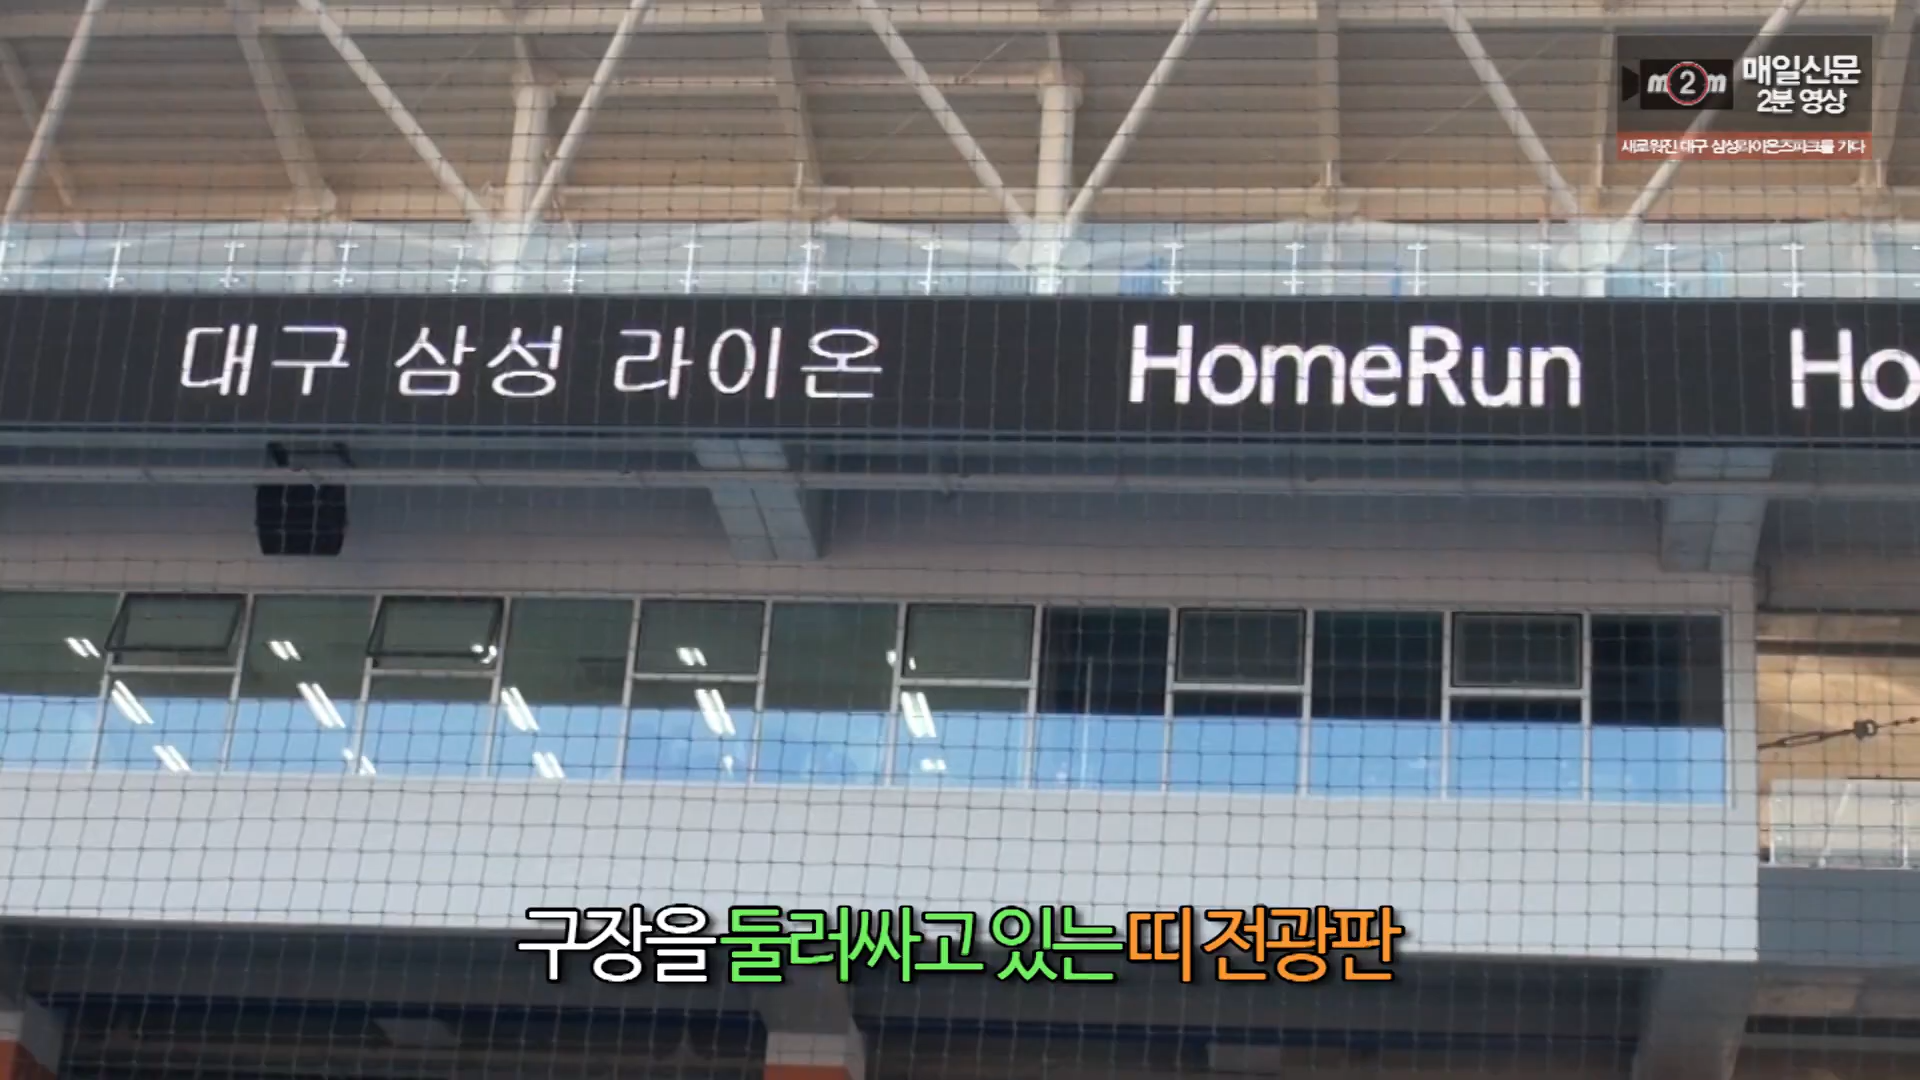 m2m 매일신문
2분 영상
새로워진 대구 삼성라이온즈파크를 가다
대구 삼성 라이온 HomeRun Ho
구장을 둘러싸고 있는 띠 전광판